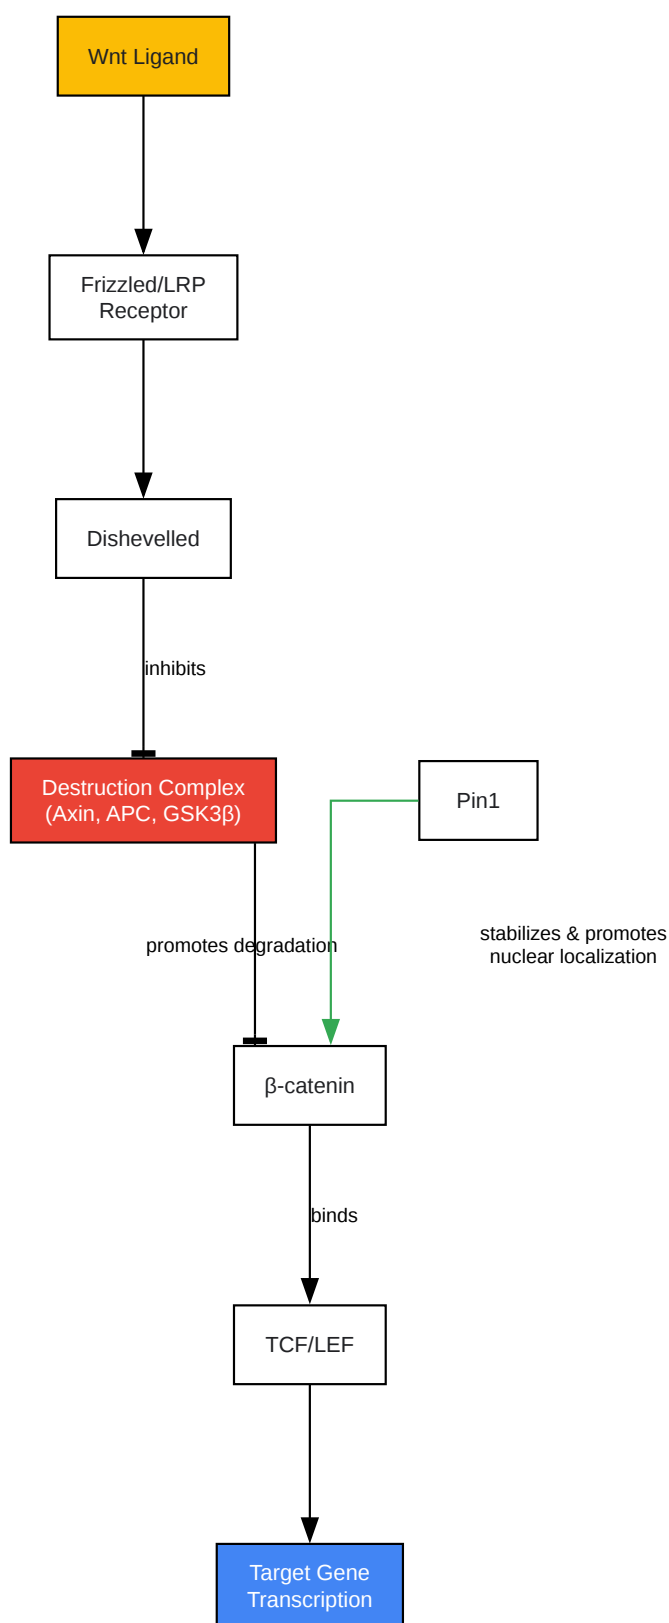 Wnt Ligand
Frizzled/LRP
Receptor
Dishevelled
inhibits
Destruction Complex
(Axin, APC, GSK3β)
Pin1
promotes degradation
stabilizes & promotes
nuclear localization
β-catenin
binds
TCF/LEF
Target Gene
Transcription